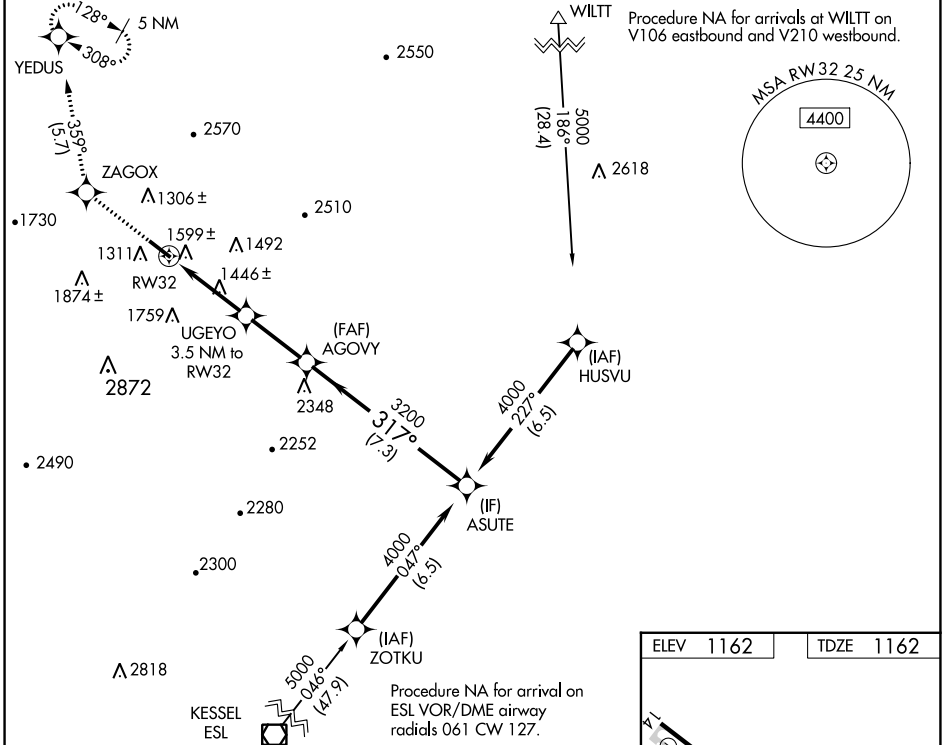 128°
5 NM
308°
YEDUS
359°
(5.7)
2550
WILTT
Procedure NA for arrivals at WILTT on
V106 eastbound and V210 westbound.
MSA RW32 25 NM
4400
5000
186°
(28.4)
2570
2618
ZAGOX
1306±
2510
1730
1599±
1311
1492
RW32
1446±
1874±
1759
UGEYO
3.5 NM to
RW32
(FAF)
AGOVY
(IAF)
HUSVU
2872
2348
4000
227°
(6.5)
3200
317°
(7.3)
2252
2490
(IF)
ASUTE
2280
4000
047°
(6.5)
2300
(IAF)
ZOTKU
2818
5000
046°
(47.9)
KESSEL
ESL
Procedure NA for arrival on
ESL VOR/DME airway
radials 061 CW 127.
ELEV 1162
TDZE 1162
14